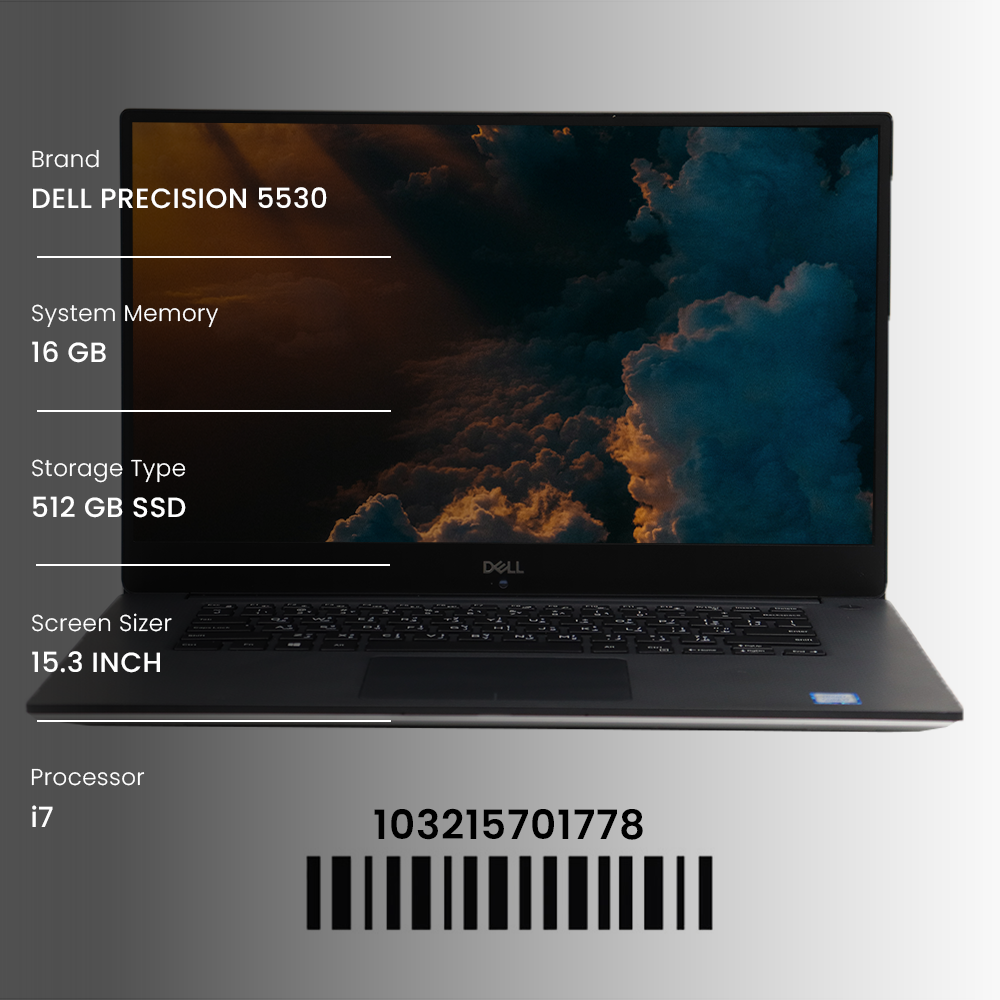 Brand
DELL PRECISION 5530
System Memory
16 GB
Storage Type
512 GB SSD
Screen Sizer
15.3 INCH
Processor
i7
DELL
103215701778